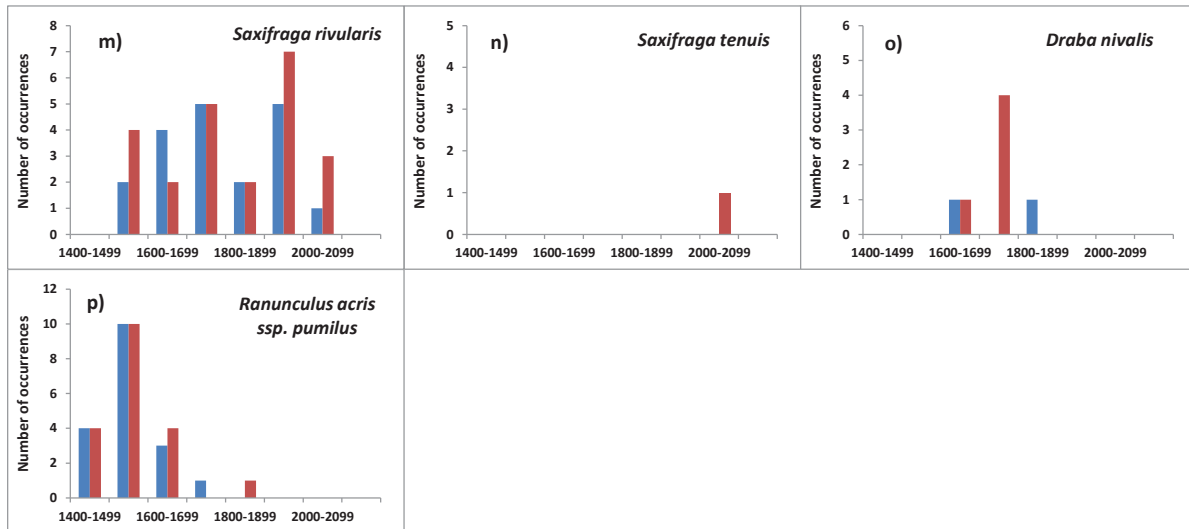 m)
Saxifraga rivularis
Number of occurrences
8
7
6
5
4
3
2
1
0
1400-1499 1600-1699 1800-1899 2000-2099
n)
Saxifraga tenuis
Number of occurrences
5
4
3
2
1
0
1400-1499 1600-1699 1800-1899 2000-2099
o)
Draba nivalis
Number of occurrences
6
5
4
3
2
1
0
1400-1499 1600-1699 1800-1899 2000-2099
p)
Ranunculus acris
ssp. pumilus
Number of occurrences
12
10
8
6
4
2
0
1400-1499 1600-1699 1800-1899 2000-2099